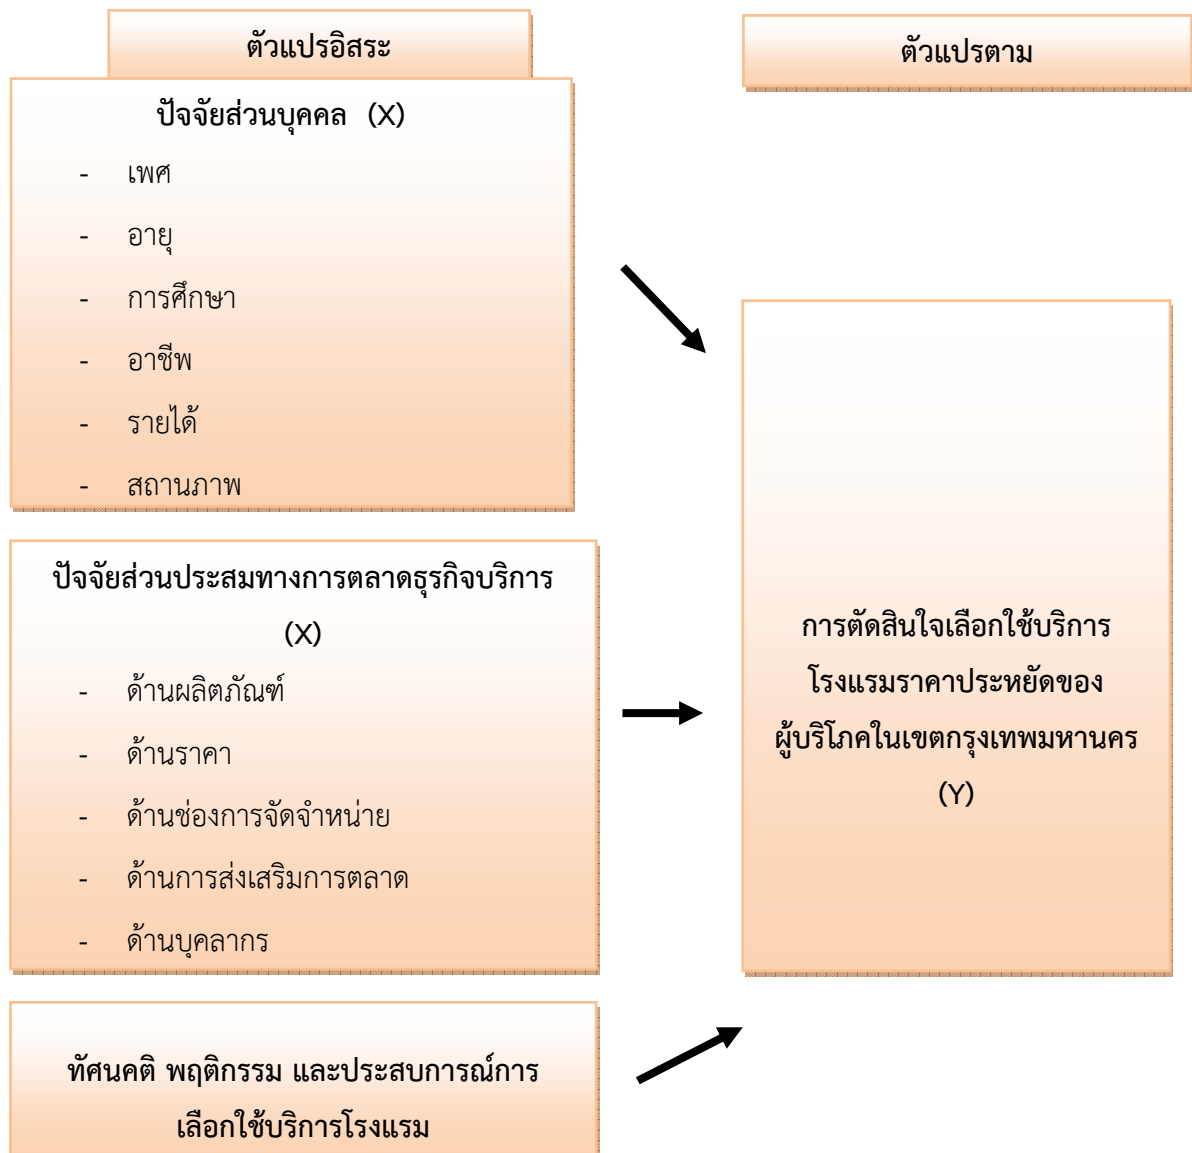 ตัวแปรอิสระ
ตัวแปรตาม
ปัจจัยส่วนบุคคล (X)
- เพศ
- อายุ
- การศึกษา
- อาชีพ
- รายได้
- สถานภาพ
ปัจจัยส่วนประสมทางการตลาดธุรกิจบริการ
(X)
- ด้านผลิตภัณฑ์
- ด้านราคา
- ด้านช่องการจัดจำหน่าย
- ด้านการส่งเสริมการตลาด
- ด้านบุคลากร
ทัศนคติ พฤติกรรม และประสบการณ์การ
เลือกใช้บริการโรงแรม
การตัดสินใจเลือกใช้บริการ
โรงแรมราคาประหยัดของ
ผู้บริโภคในเขตกรุงเทพมหานคร
(Y)